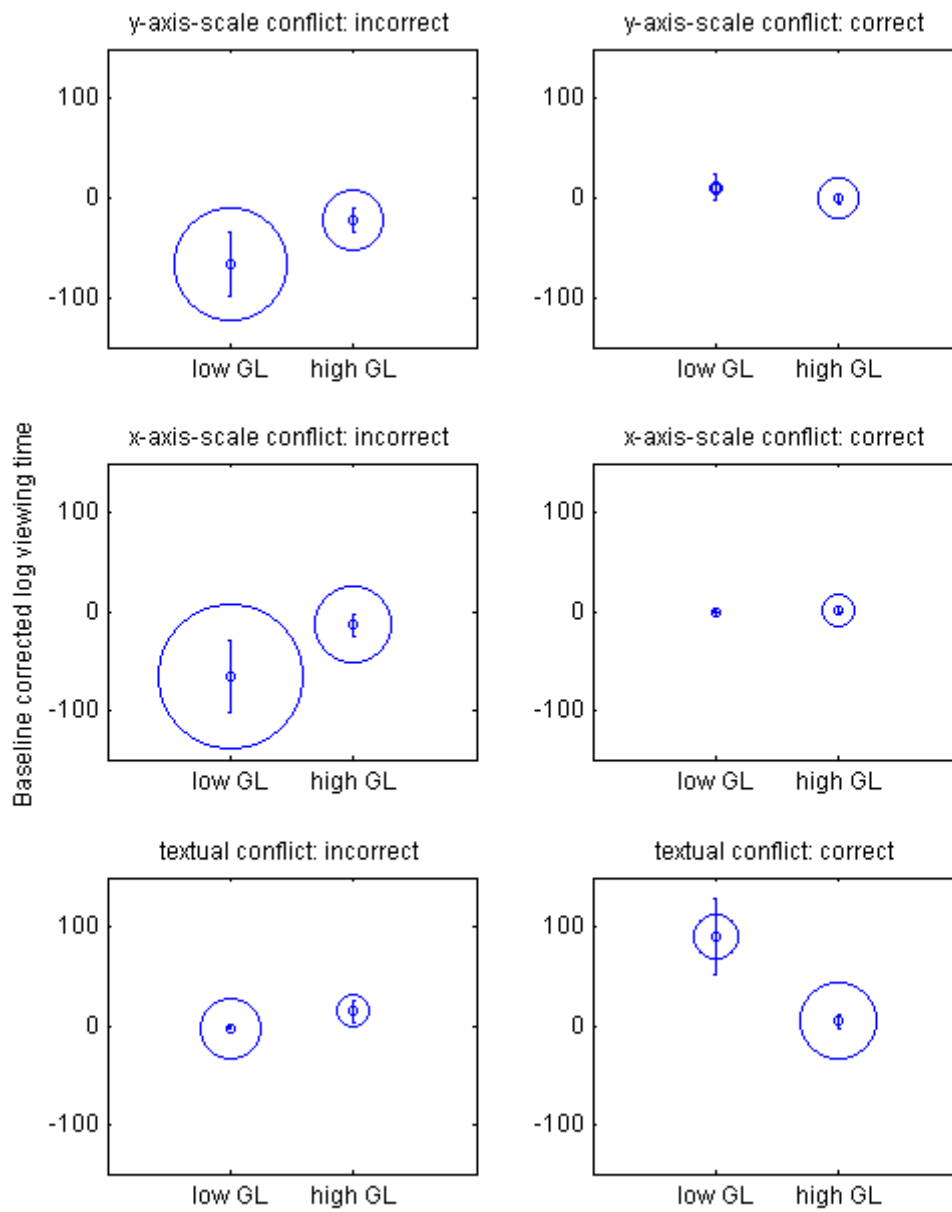 y-axis-scale conflict: incorrect
100
0
-100
low GL high GL
y-axis-scale conflict: correct
100
0
-100
low GL high GL
Baseline corrected log viewing time
x-axis-scale conflict: incorrect
100
0
-100
low GL high GL
x-axis-scale conflict: correct
100
0
-100
low GL high GL
textual conflict: incorrect
100
0
-100
low GL high GL
textual conflict: correct
100
0
-100
low GL high GL